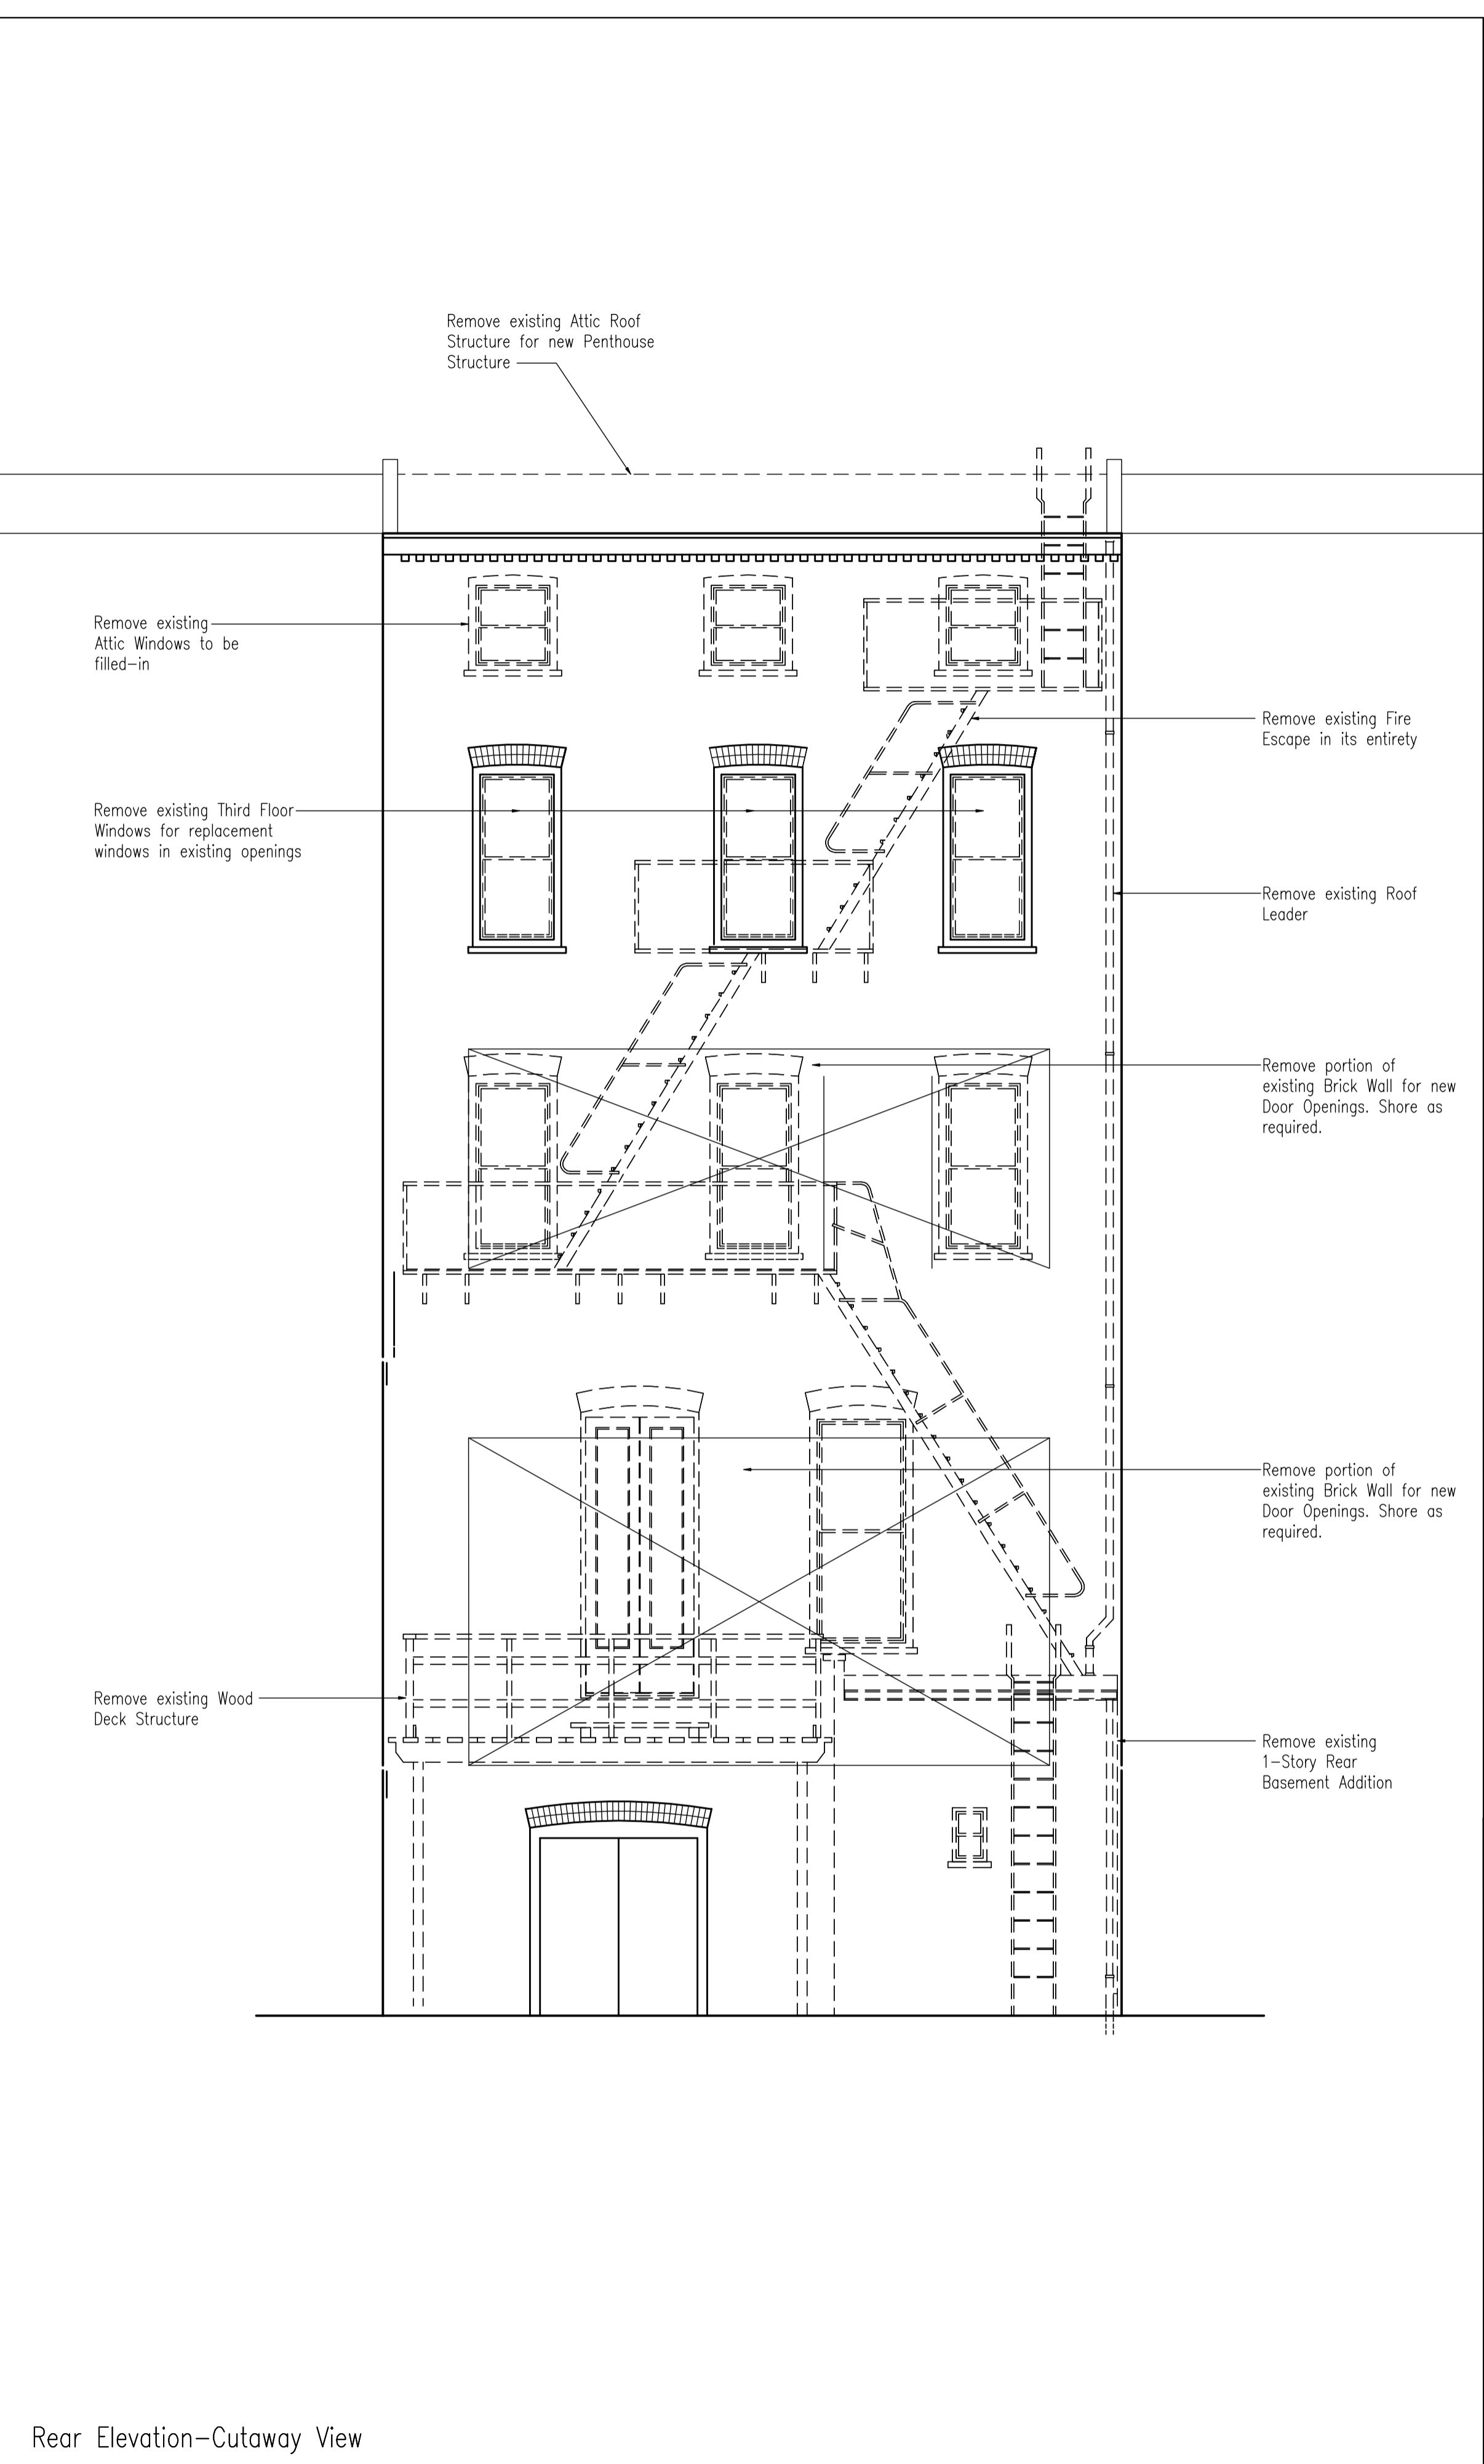 Remove existing Attic Roof
Structure for new Penthouse
Structure
Remove existing
Attic Windows to be
filled-in
Remove existing Fire
Escape in its entirety
Remove existing Third Floor
Windows for replacement
windows in existing openings
Remove existing Roof
Leader
Remove portion of
existing Brick Wall for new
Door Openings. Shore as
required.
Remove portion of
existing Brick Wall for new
Door Openings. Shore as
required.
Remove existing Wood
Deck Structure
Remove existing
1-Story Rear
Basement Addition
Rear Elevation-Cutaway View